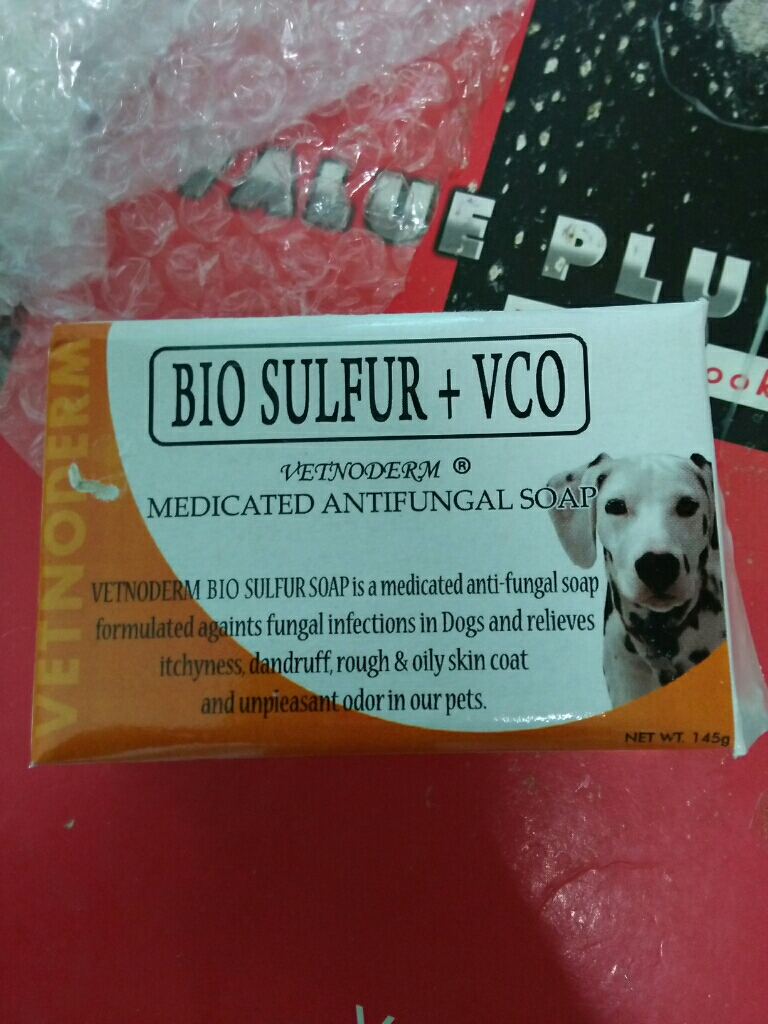 VALUE PLU
ook
BIO SULFUR + VCO
VETNODERM
VETNODERM ®
MEDICATED ANTIFUNGAL SOAP
VETNODERM BIO SULFUR SOAP is a medicated anti-fungal soap
formulated againts fungal infections in Dogs and relieves
itchyness, dandruff, rough & oily skin coat
and unpieasant odor in our pets.
NET WT. 145g